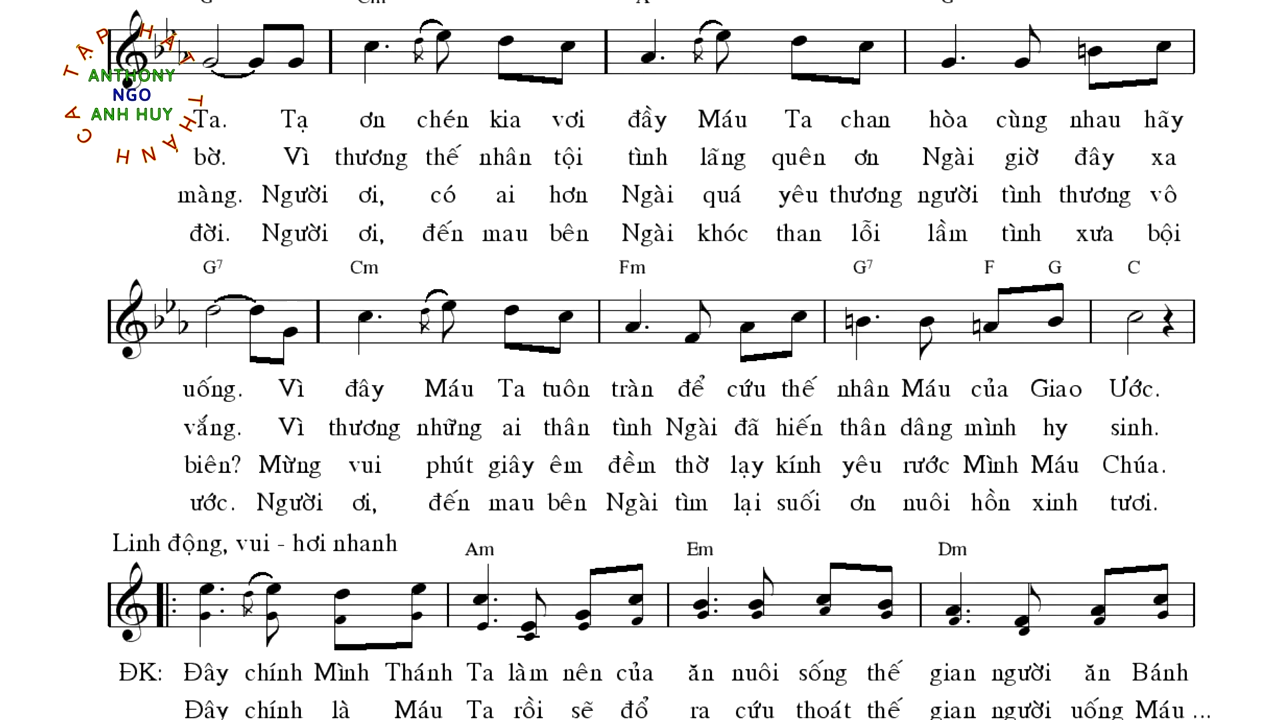 G Cm A G
CA TẬP HÁT THÁNH
ANTHONY
NGO
ANH HUY
Ta. Tạ ơn chén kia vơi đầy Máu Ta chan hòa cùng nhau hãy
bờ. Vì thương thế nhân tội tình lãng quên ơn Ngài giờ đây xa
màng. Người ơi, có ai hơn Ngài quá yêu thương người tình thương vô
đời. Người ơi, đến mau bên Ngài khóc than lỗi lầm tình xưa bội
G7 Cm Fm G7 F G C
uống. Vì đây Máu Ta tuôn tràn để cứu thế nhân Máu của Giao Ước.
vắng. Vì thương những ai thân tình Ngài đã hiến thân dâng mình hy sinh.
biên? Mừng vui phút giây êm đềm thờ lạy kính yêu rước Mình Máu Chúa.
ước. Người ơi, đến mau bên Ngài tìm lại suối ơn nuôi hồn xinh tươi.
Linh động, vui - hơi nhanh
Am Em Dm
ĐK: Đây chính Mình Thánh Ta làm nên của ăn nuôi sống thế gian người ăn Bánh
Đây chính là Máu Ta rồi sẽ đổ ra cứu thoát thế gian người uống Máu ...